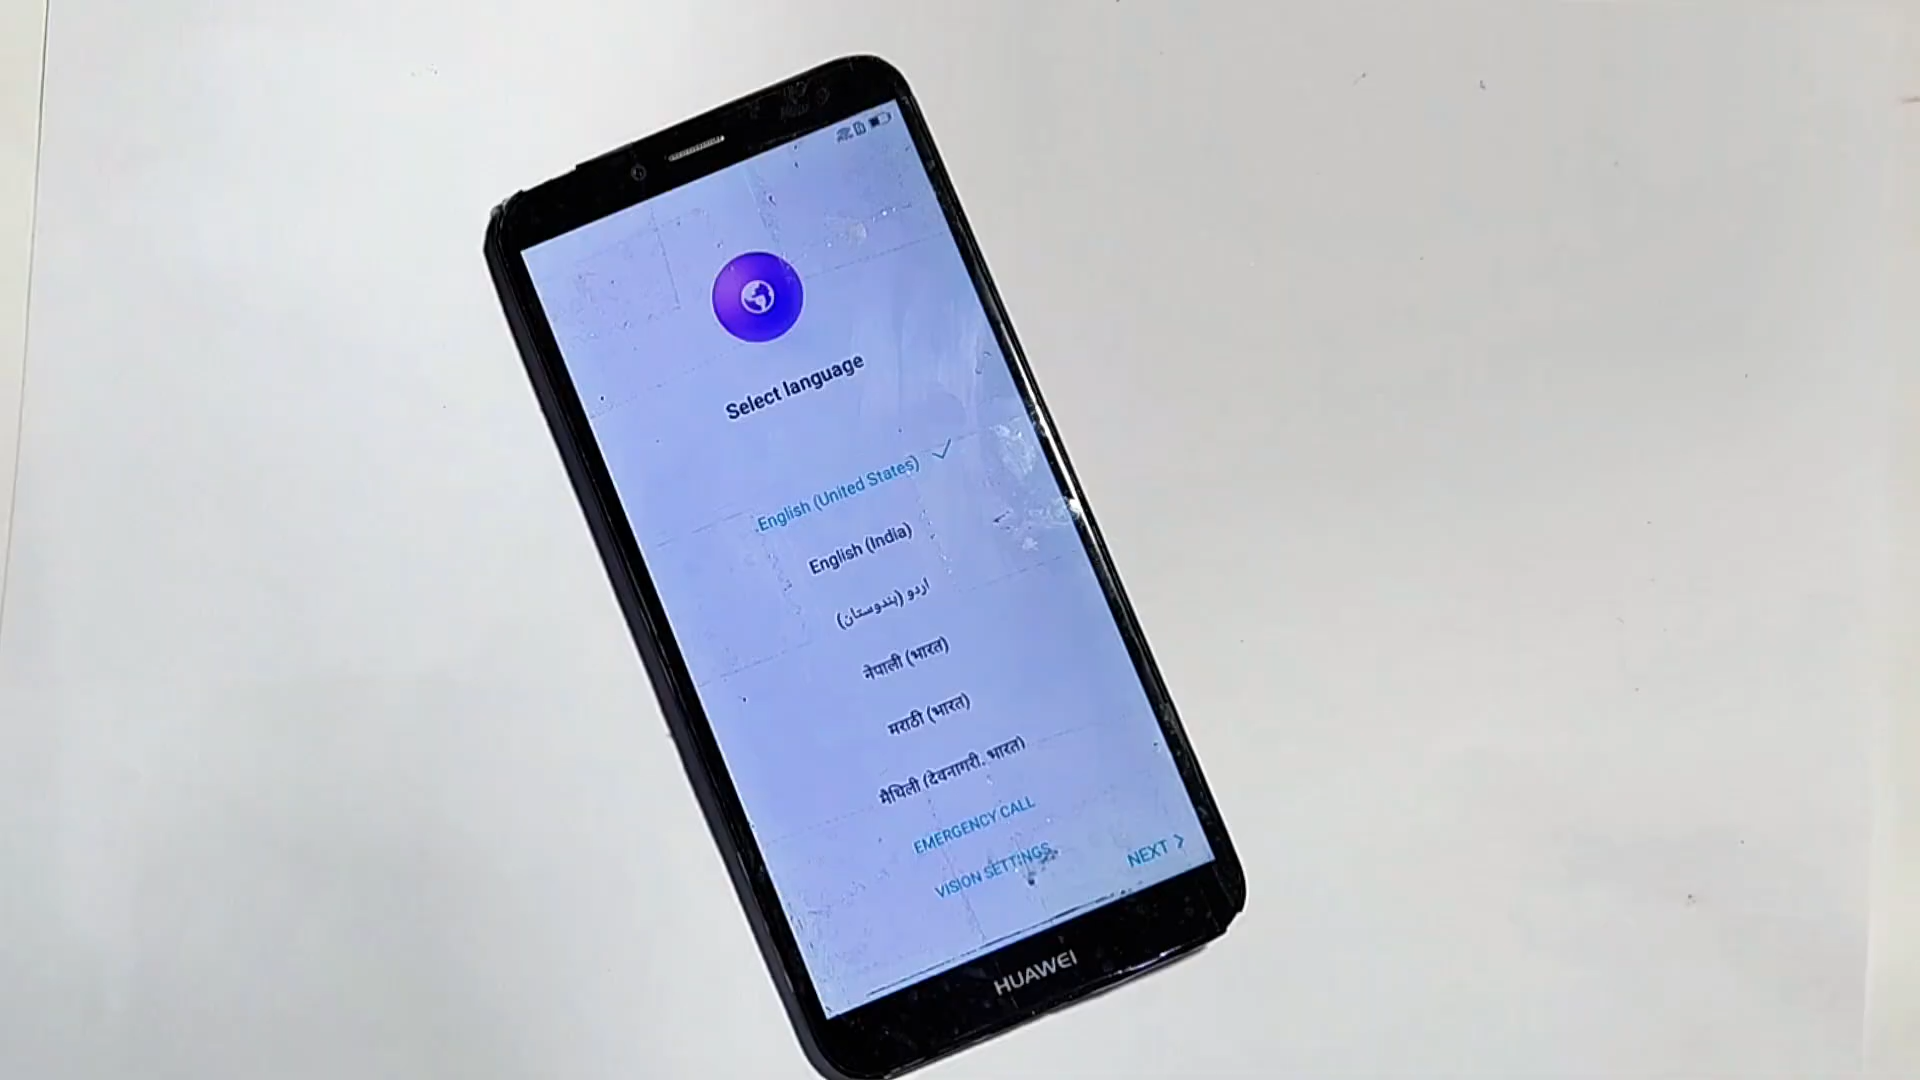 Select language
English (United States)
English (India)
اردو (ہندوستان)
नेपाली (भारत)
मराठी (भारत)
मैथिली (देवनागरी, भारत)
EMERGENCY CALL
VISION SETTINGS
NEXT
HUAWEI